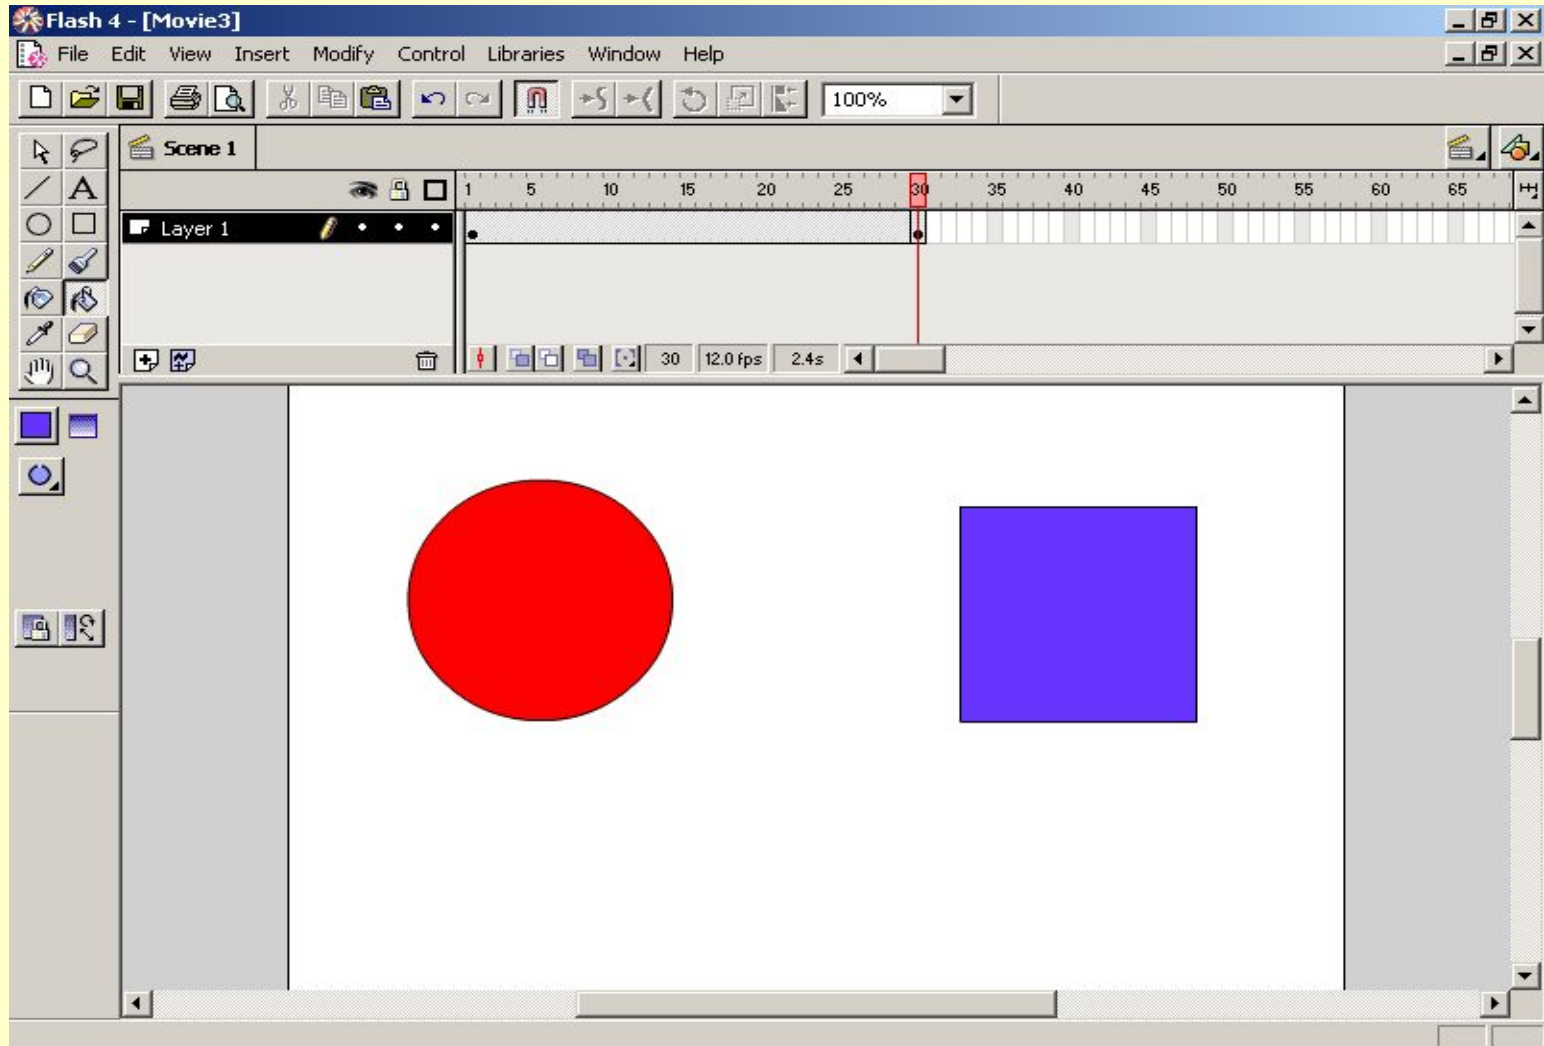 Flash 4 - [Movie3]
File Edit View Insert Modify Control Libraries Window Help
100%
Scene 1
1 5 10 15 20 25 30 35 40 45 50 55 60 65
Layer 1
30 12.0 fps 2.4s
A